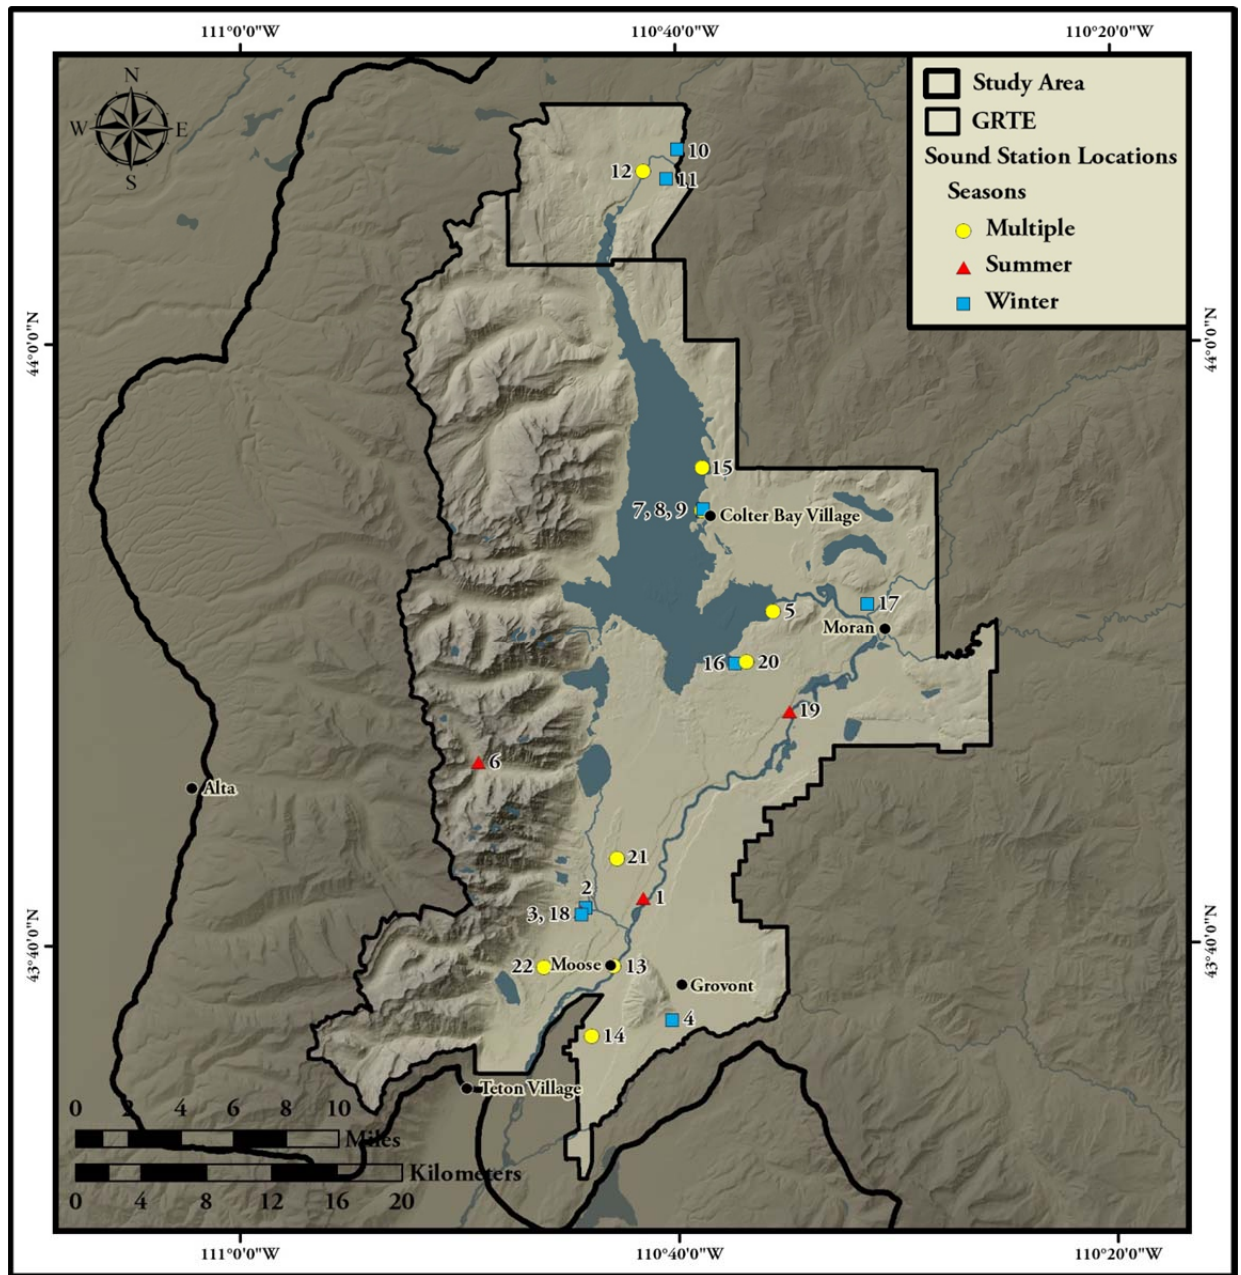 111°0'0"W
110°40'0"W
110°20'0"W
N
W
E
S
Study Area
GRTE
Sound Station Locations
Seasons
Multiple
Summer
Winter
10
12
11
44°0'0"N
44°0'0"N
15
7, 8, 9
Colter Bay Village
5
17
Moran
16
20
19
6
Alta
21
2
1
3, 18
43°40'0"N
43°40'0"N
22
Moose
13
Grovont
4
14
Teton Village
0 2 4 6 8 10
Miles
Kilometers
0 4 8 12 16 20
111°0'0"W
110°40'0"W
110°20'0"W